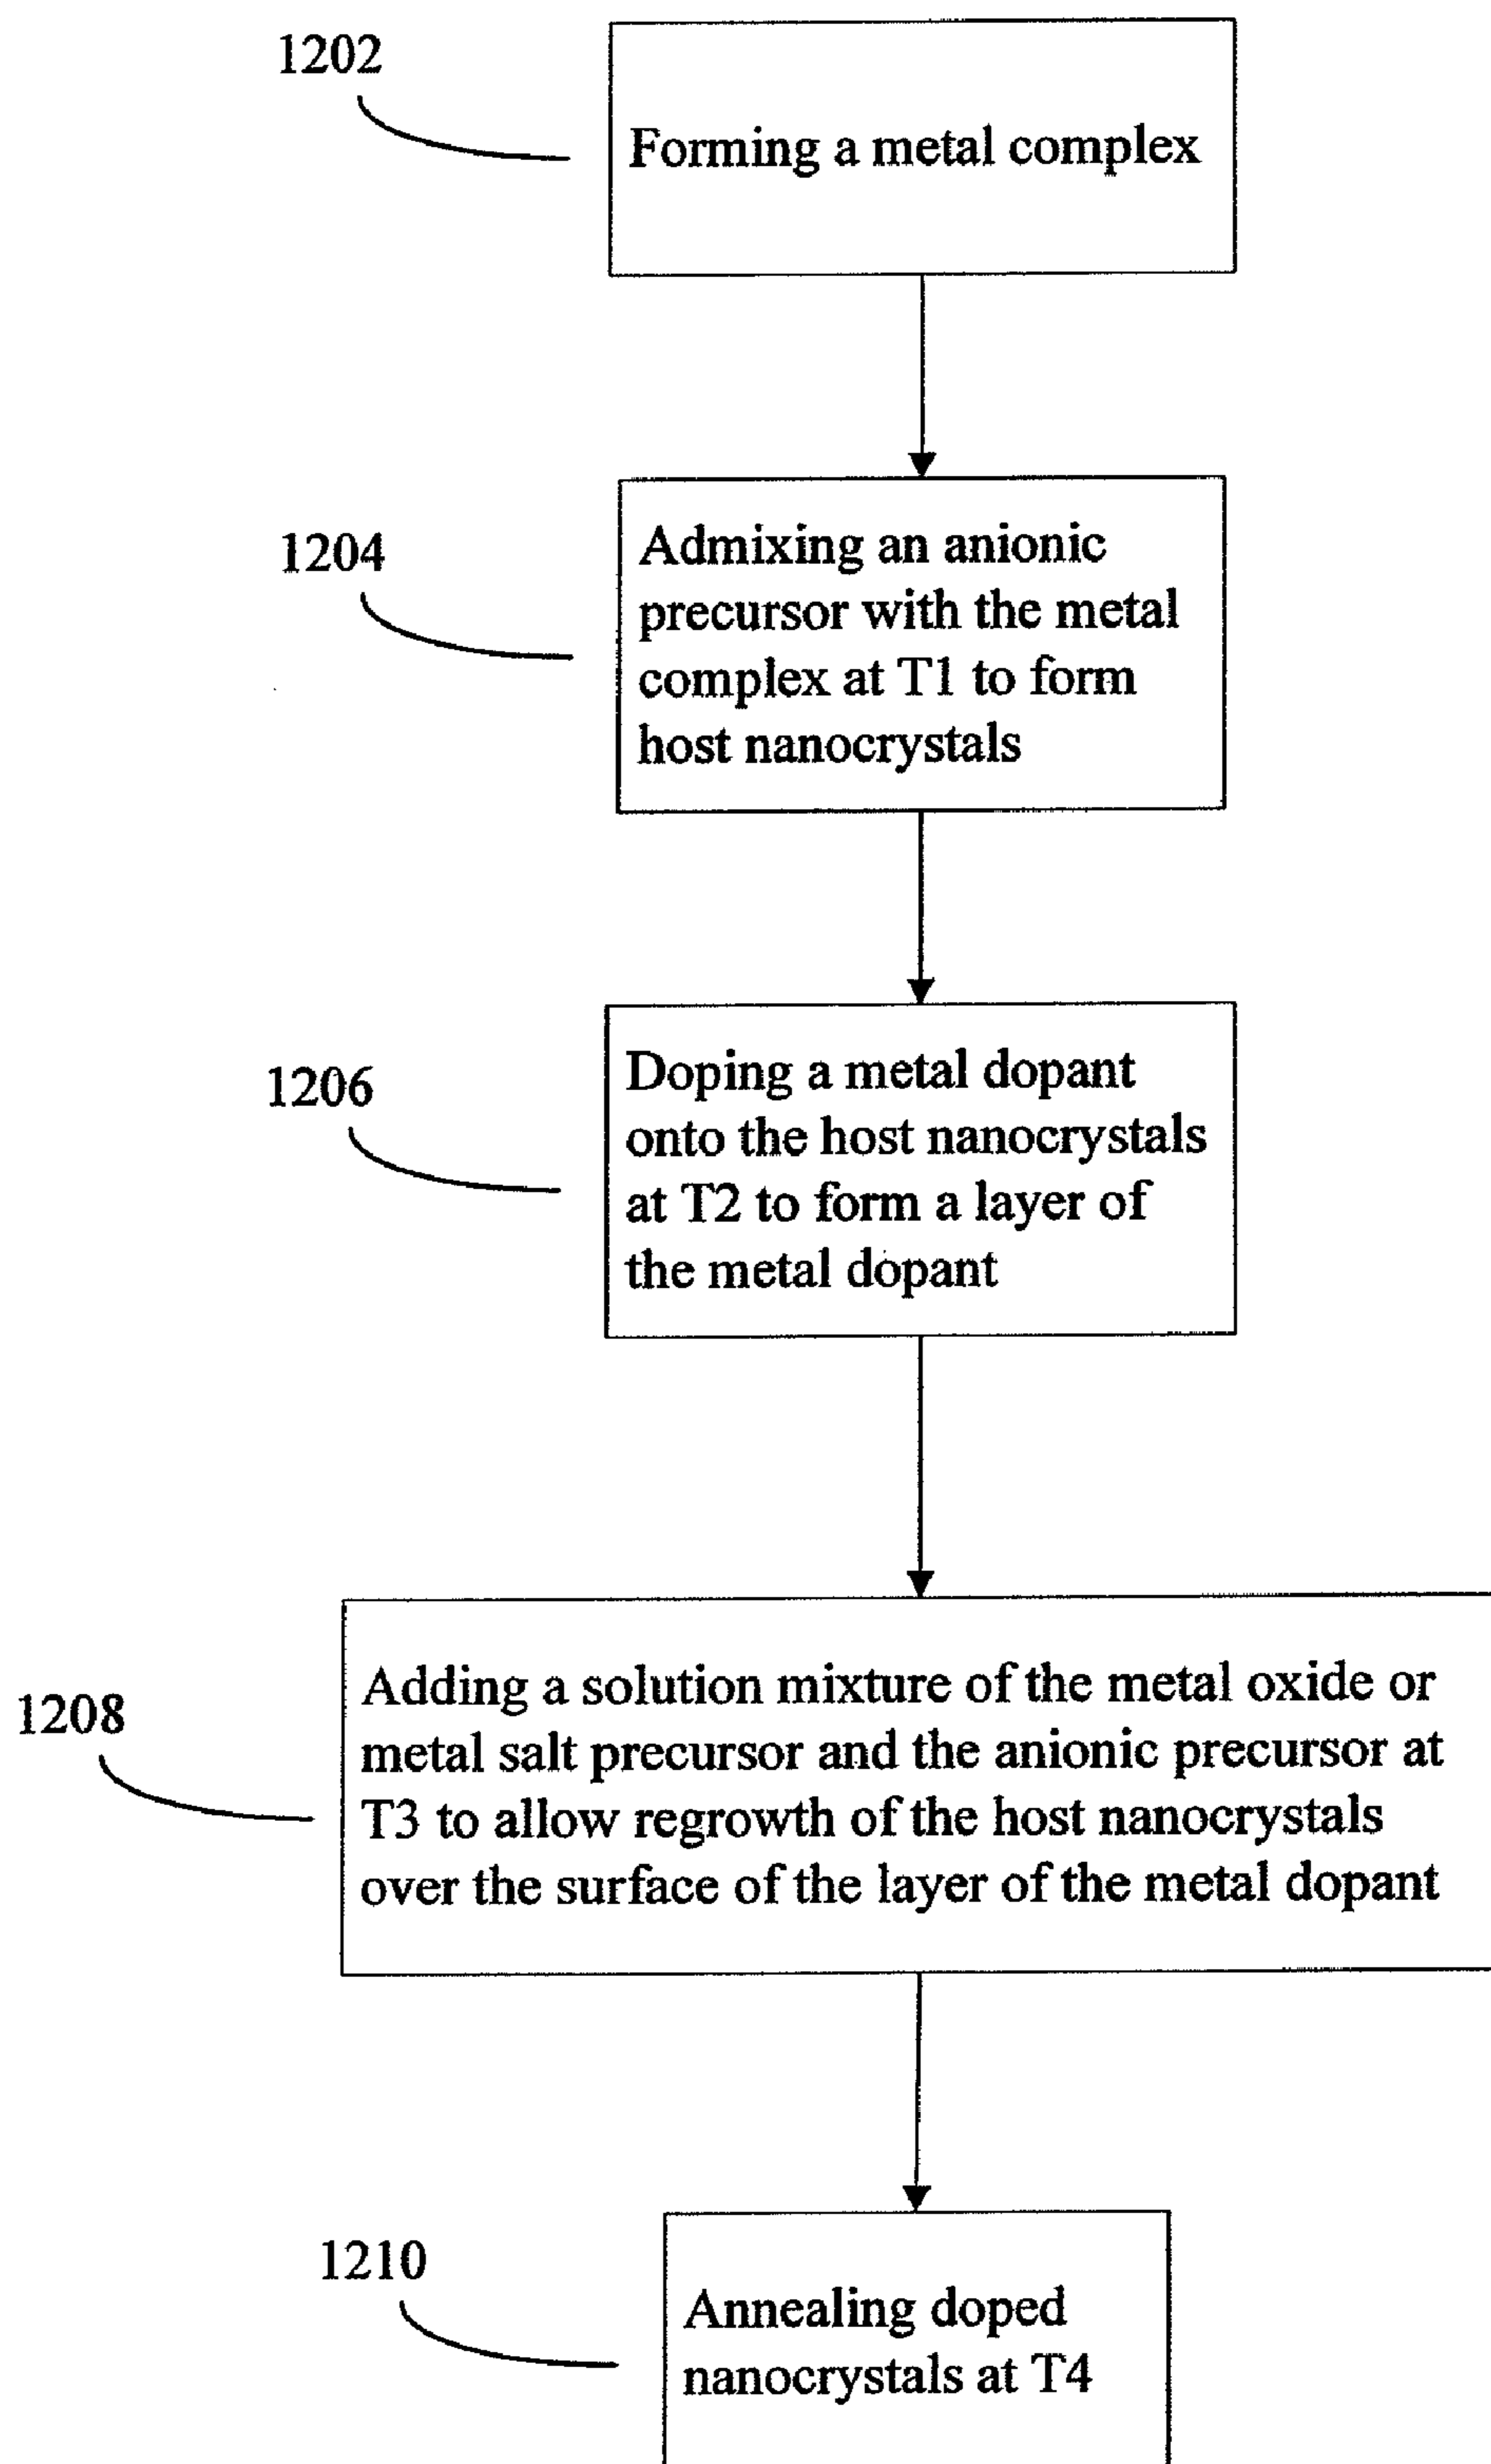 1202
Forming a metal complex
1204
Admixing an anionic
precursor with the metal
complex at T1 to form
host nanocrystals
1206
Doping a metal dopant
onto the host nanocrystals
at T2 to form a layer of
the metal dopant
1208
Adding a solution mixture of the metal oxide or
metal salt precursor and the anionic precursor at
T3 to allow regrowth of the host nanocrystals
over the surface of the layer of the metal dopant
1210
Annealing doped
nanocrystals at T4